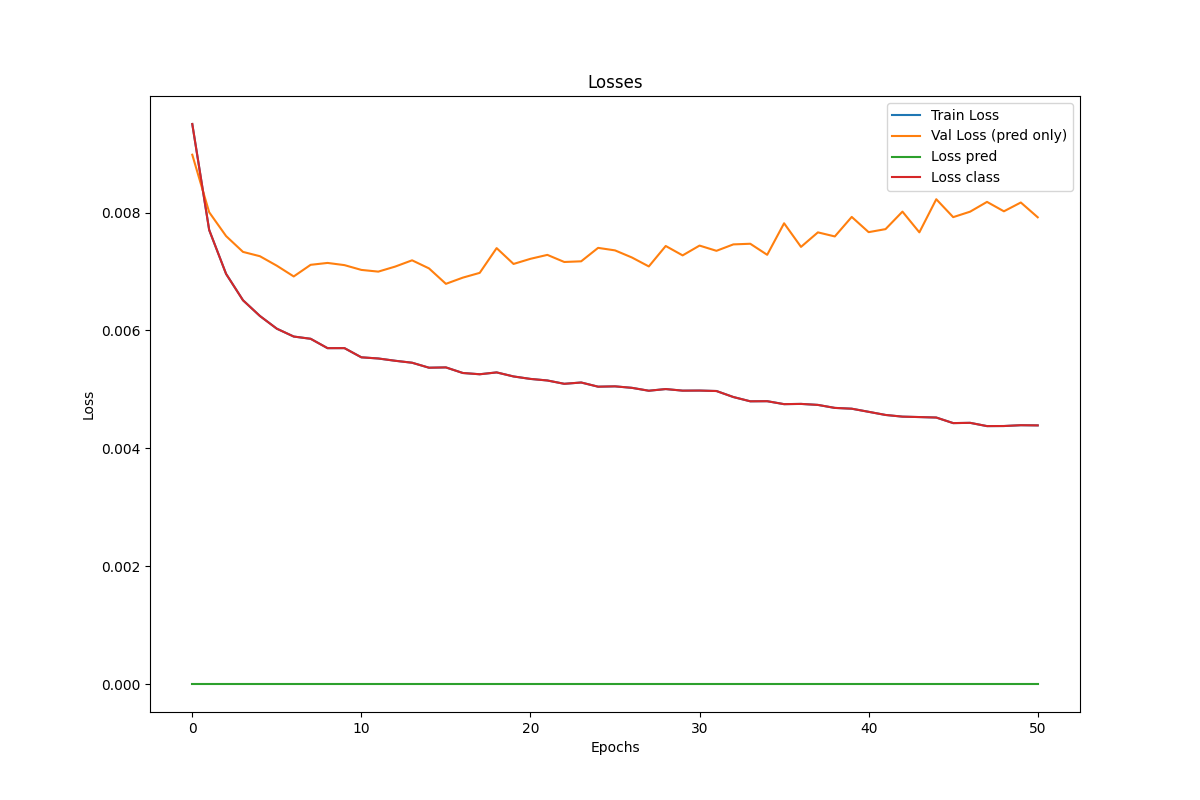 Losses
Train Loss
Val Loss (pred only)
Loss pred
Loss class
0.008
0.006
0.004
0.002
0.000
Loss
0 10 20 30 40 50
Epochs